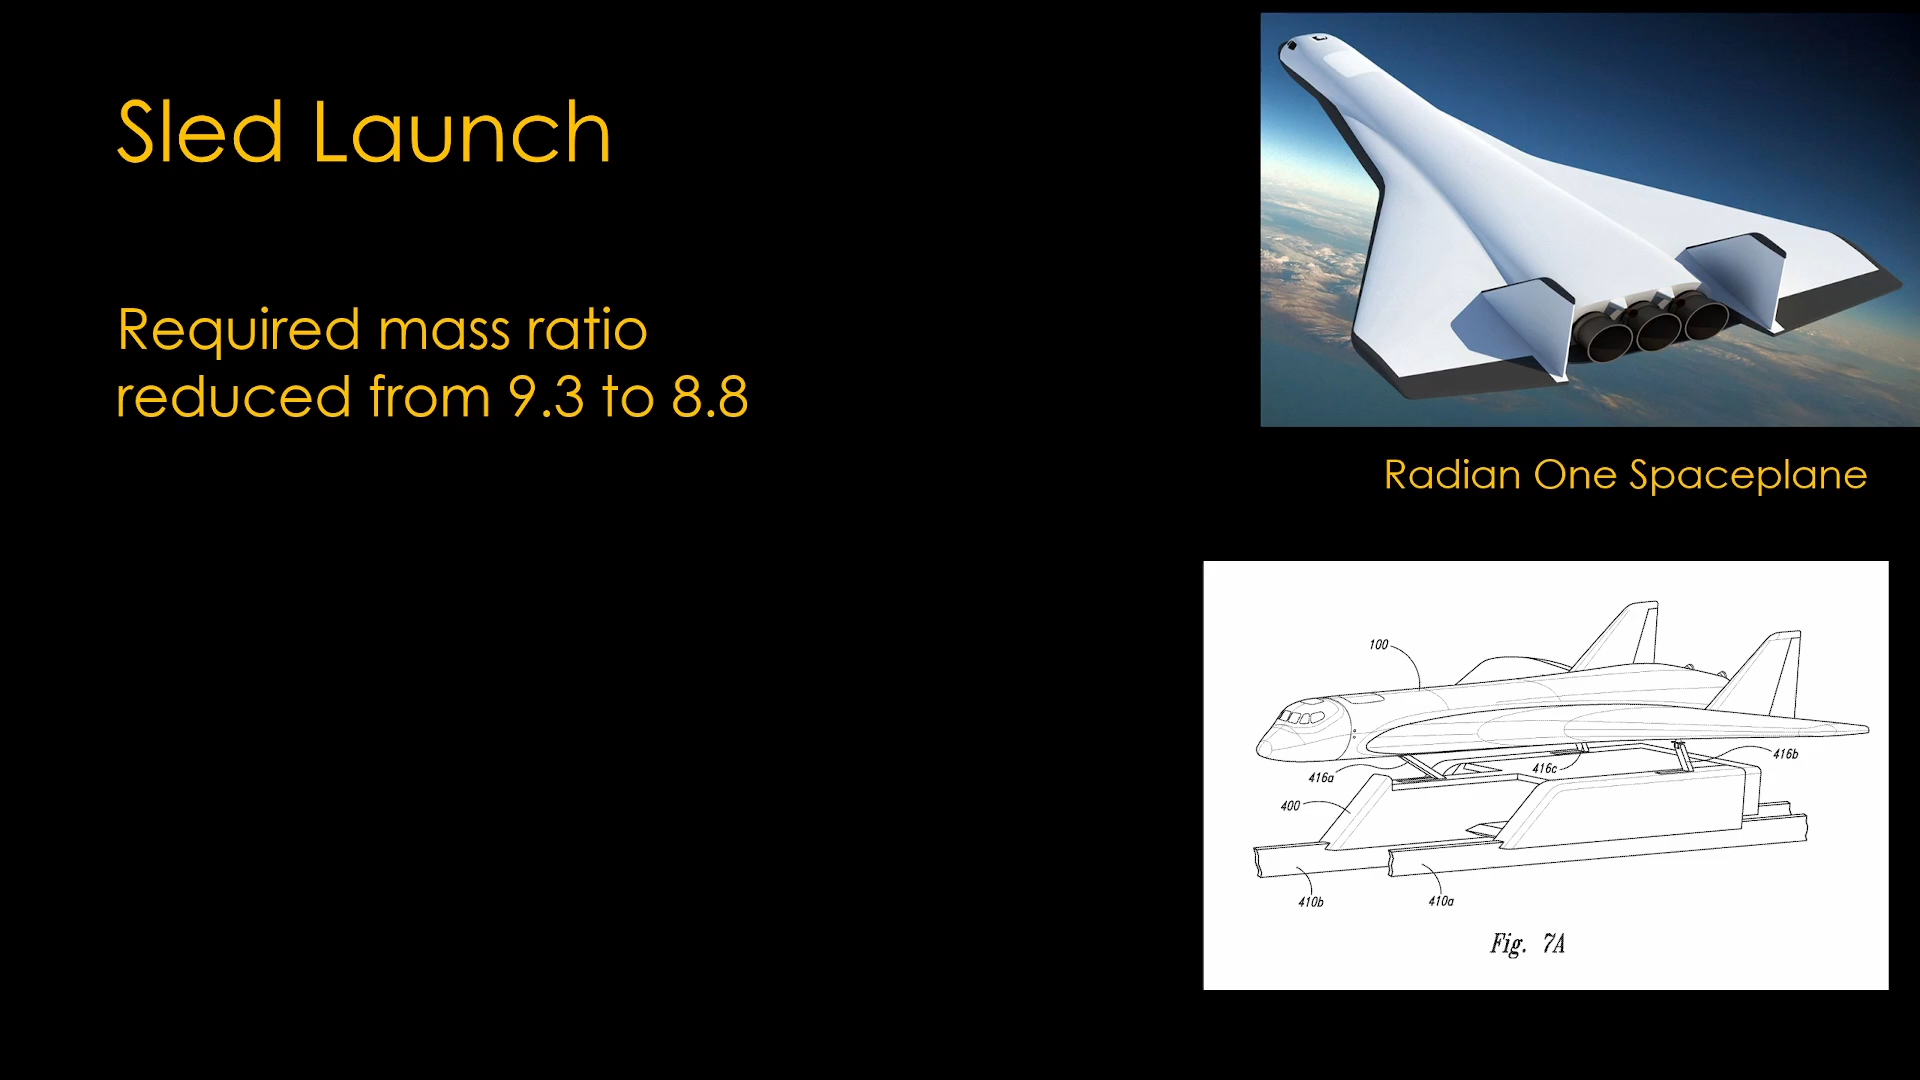 Sled Launch
Required mass ratio
reduced from 9.3 to 8.8
Radian One Spaceplane
100
416a
416c
416b
400
410b
410a
Fig. 7A